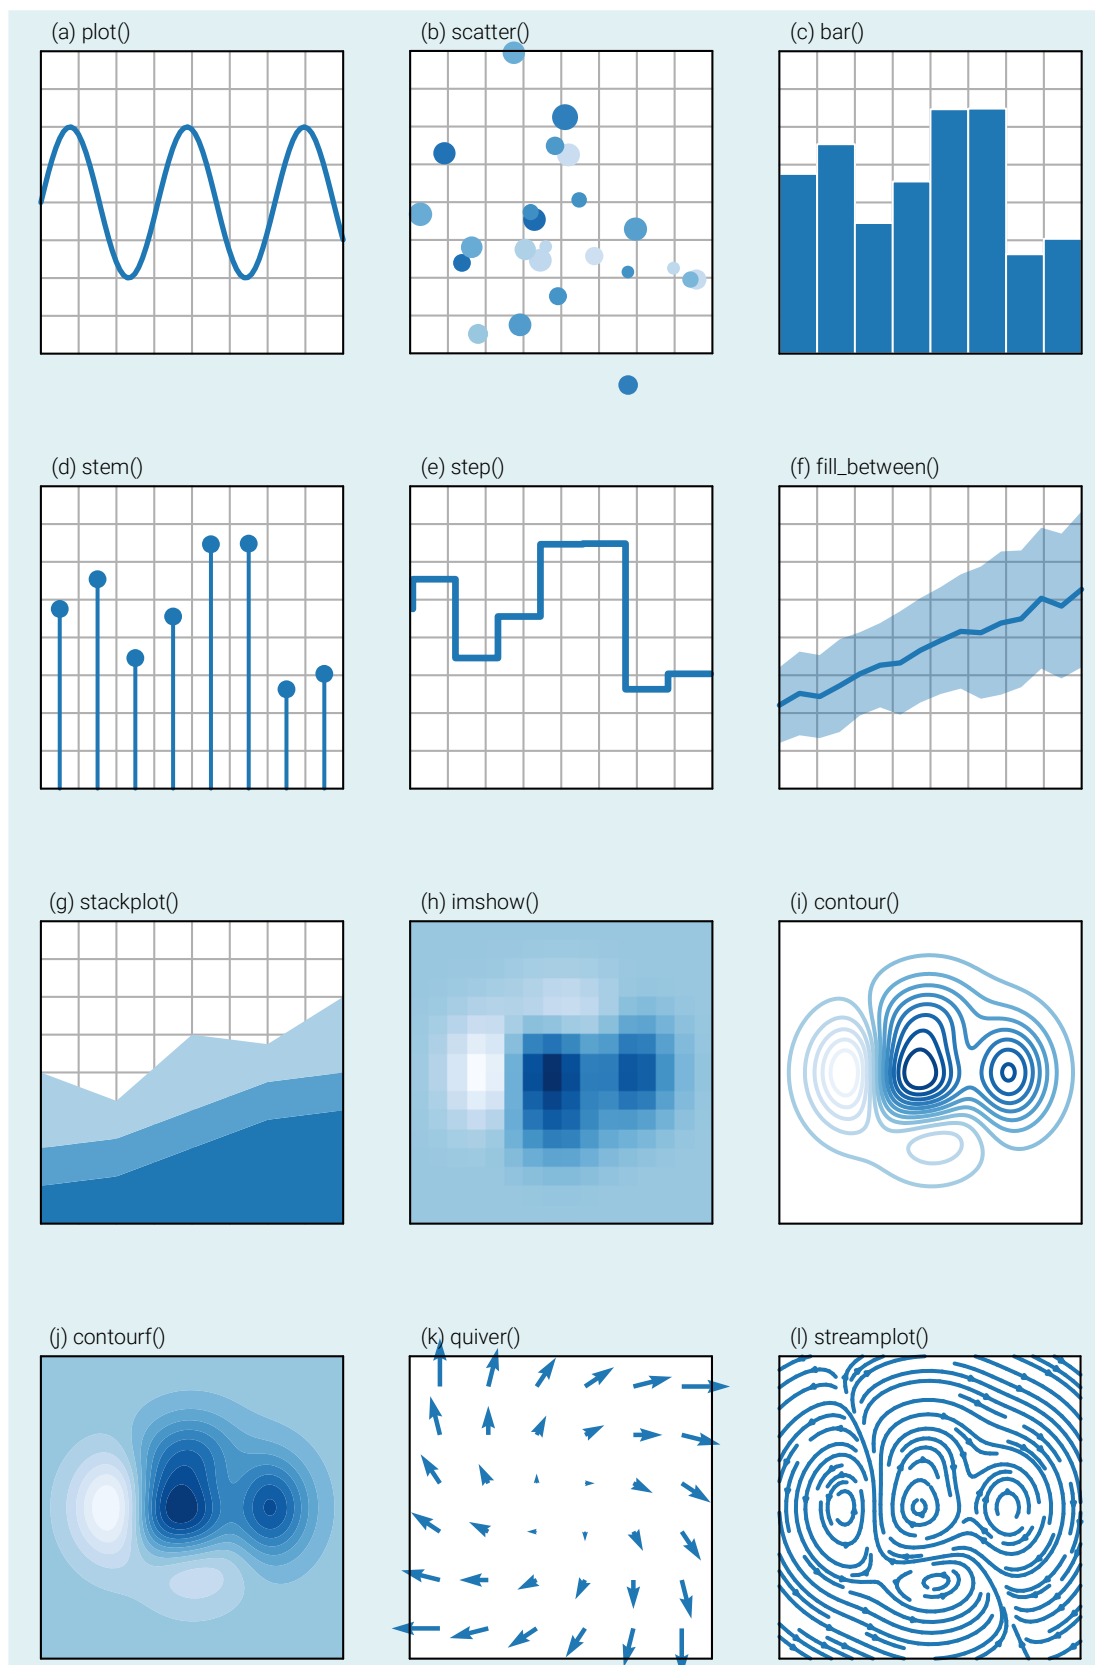 (a) plot()
(b) scatter()
(c) bar()
(d) stem()
(e) step()
(f) fill_between()
(g) stackplot()
(h) imshow()
(i) contour()
(j) contourf()
(k) quiver()
(l) streamplot()